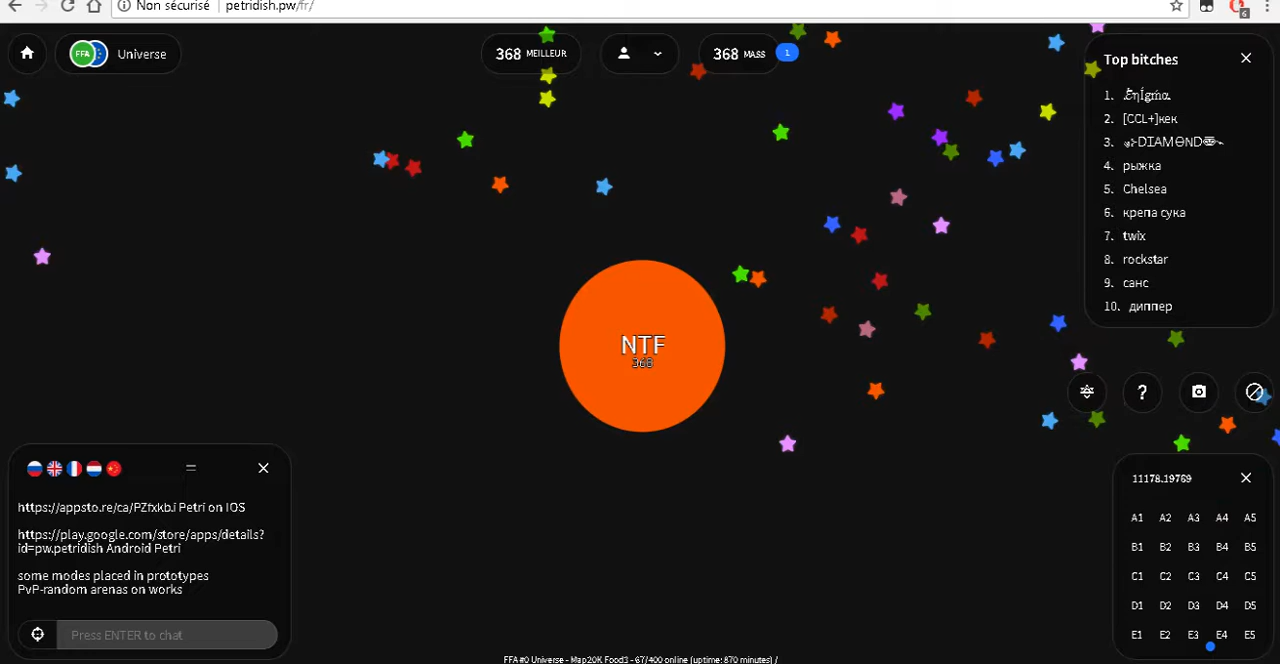 Non sécurisé petridish.pw/fr/
6
FFA Universe
368 MEILLEUR
368 MASS 1
Top bitches
2. [CCL+]кек
4. рыжка
5. Chelsea
6. крепа сука
7. twix
8. rockstar
9. санс
10. диппер
NTF
368
?
https://appsto.re/ca/PZfxkb.i Petri on IOS
https://play.google.com/store/apps/details?
id=pw.petridish Android Petri
some modes placed in prototypes
PvP-random arenas on works
Press ENTER to chat
11178.19769
A1 A2 A3 A4 A5
B1 B2 B3 B4 B5
C1 C2 C3 C4 C5
D1 D2 D3 D4 D5
E1 E2 E3 E4 E5
FFA #0 Universe - Map20K Food3 - 67/400 online (uptime: 870 minutes) /